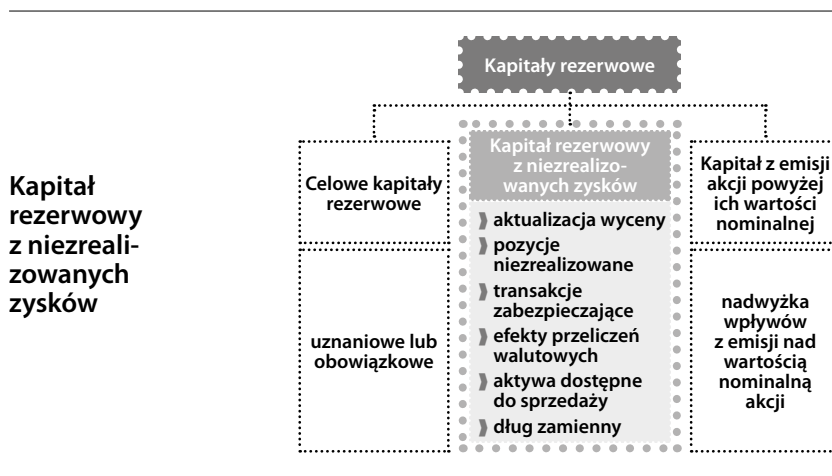 Kapitał
rezerwowy
z niezreali-
zowanych
zysków
Kapitały rezerwowe
Celowe kapitały
rezerwowe
uznaniowe lub
obowiązkowe
Kapitał rezerwowy
z niezrealizo-
wanych zysków
aktualizacja wyceny
pozycje
niezrealizowane
transakcje
zabezpieczające
efekty przeliczeń
walutowych
aktywa dostępne
do sprzedaży
dług zamienny
Kapitał z emisji
akcji powyżej
ich wartości
nominalnej
nadwyżka
wpływów
z emisji nad
wartością
nominalną
akcji